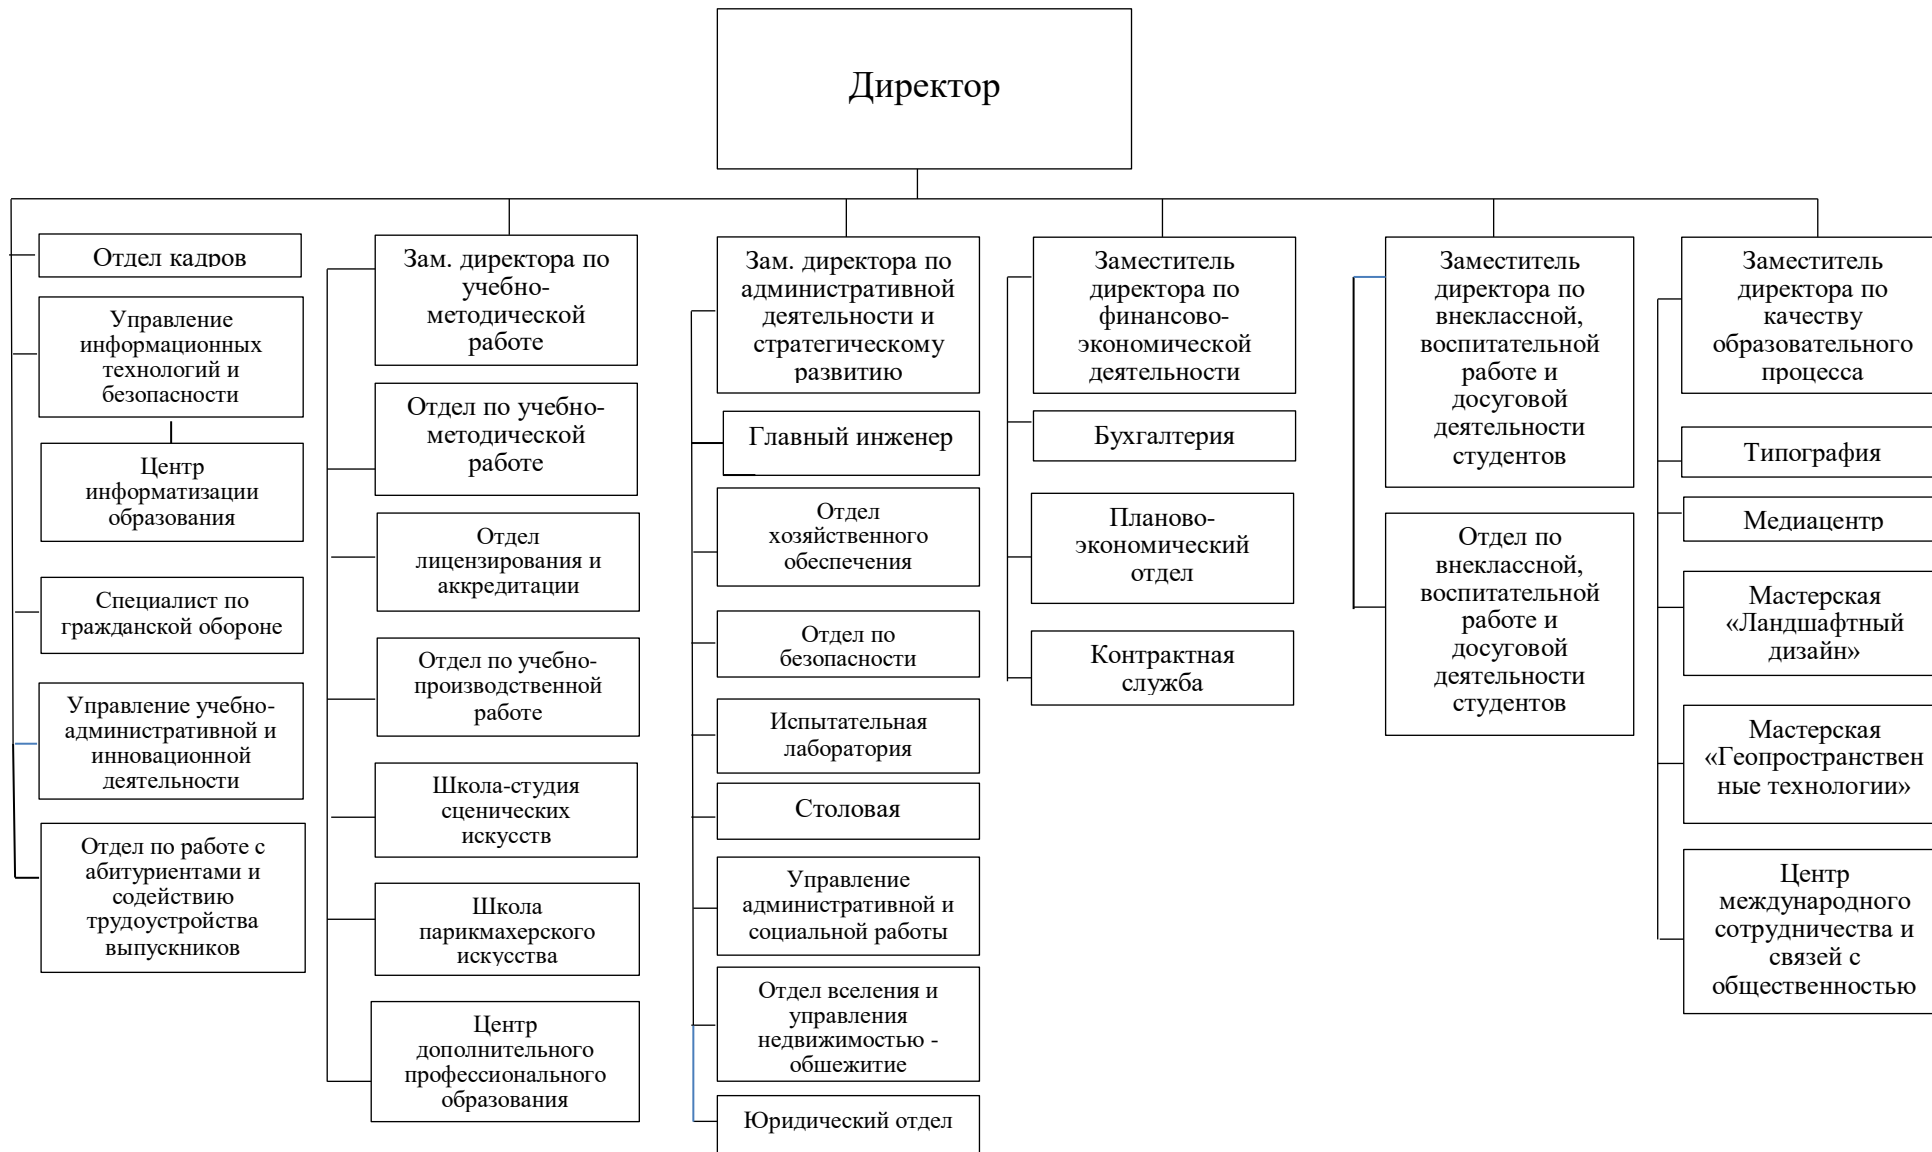 Директор
Отдел кадров
Управление
информационных
технологий и
безопасности
Центр
информатизации
образования
Специалист по
гражданской обороне
Управление учебно-
административной и
инновационной
деятельности
Отдел по работе с
абитуриентами и
содействию
трудоустройства
выпускников
Зам. директора по
учебно-
методической
работе
Отдел по учебно-
методической
работе
Отдел
лицензирования и
аккредитации
Отдел по учебно-
производственной
работе
Школа-студия
сценических
искусств
Школа
парикмахерского
искусства
Центр
дополнительного
профессионального
образования
Зам. директора по
административной
деятельности и
стратегическому
развитию
Главный инженер
Отдел
хозяйственного
обеспечения
Отдел по
безопасности
Испытательная
лаборатория
Столовая
Управление
административной и
социальной работы
Отдел вселения и
управления
недвижимостью -
обшежитие
Юридический отдел
Заместитель
директора по
финансово-
экономической
деятельности
Бухгалтерия
Планово-
экономический
отдел
Контрактная
служба
Заместитель
директора по
внеклассной,
воспитательной
работе и
досуговой
деятельности
студентов
Отдел по
внеклассной,
воспитательной
работе и
досуговой
деятельности
студентов
Заместитель
директора по
качеству
образовательного
процесса
Типография
Медиацентр
Мастерская
«Ландшафтный
дизайн»
Мастерская
«Геопространствен
ные технологии»
Центр
международного
сотрудничества и
связей с
общественностью